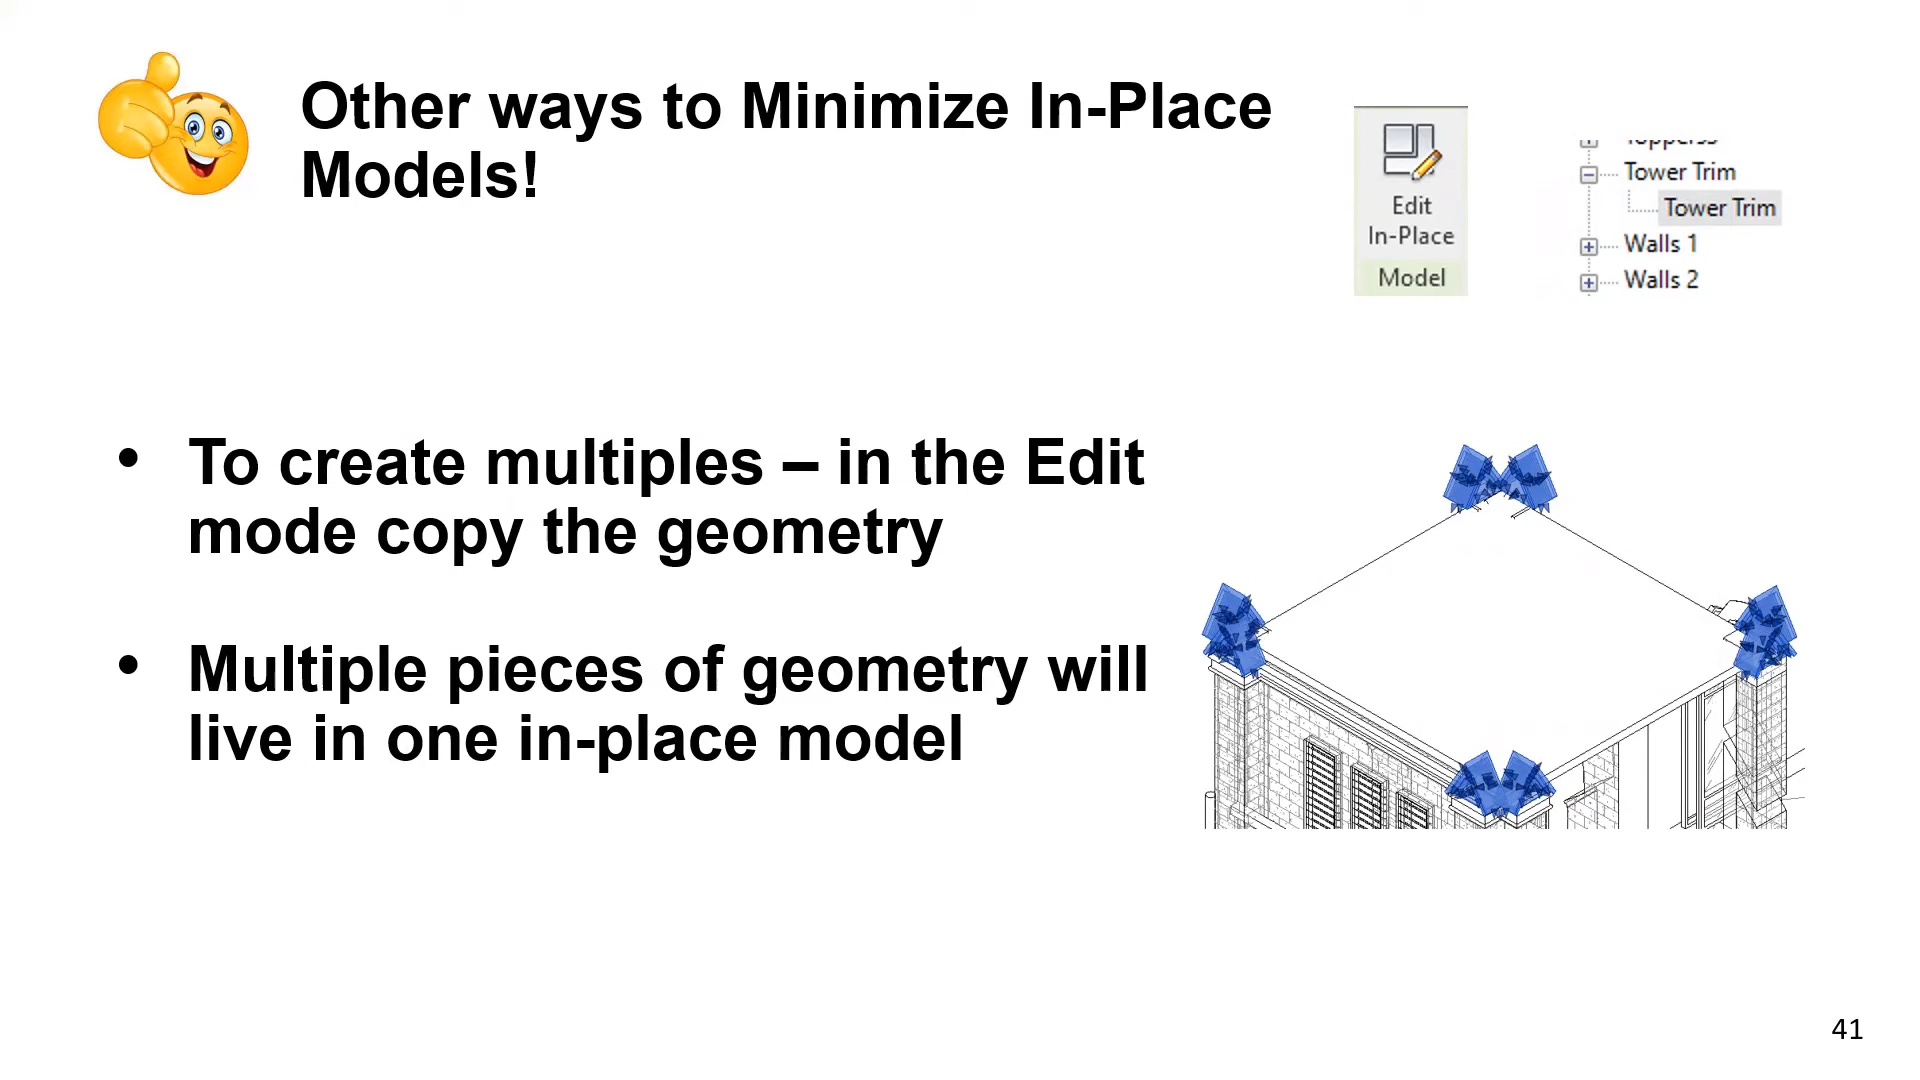 Other ways to Minimize In-Place
Models!
Edit
In-Place
Model
Tower Trim
Tower Trim
Walls 1
Walls 2
• To create multiples – in the Edit
mode copy the geometry
• Multiple pieces of geometry will
live in one in-place model
41